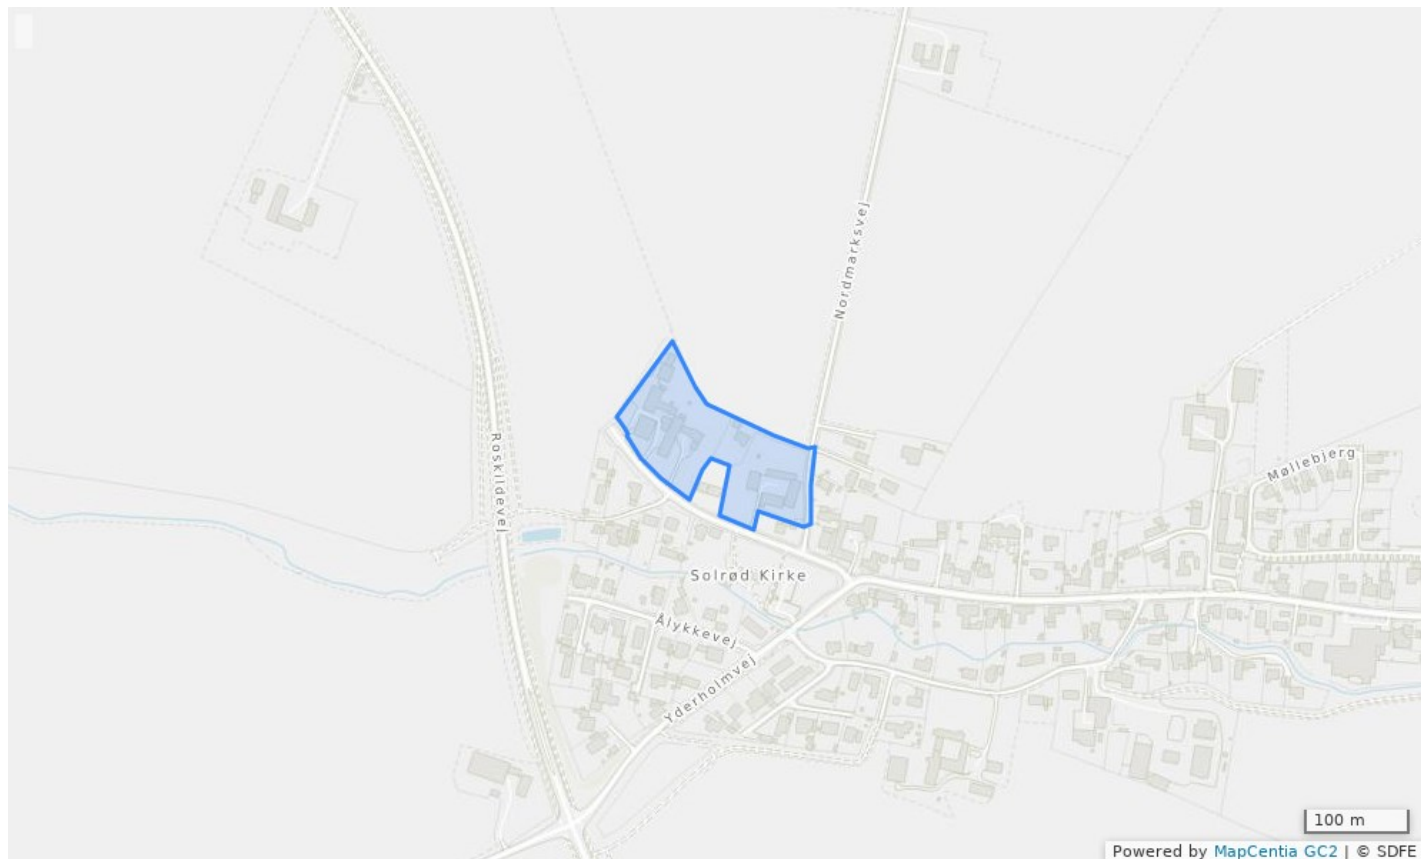 Nordmarksvej
Roskildevej
Møllebjerg
Solrød Kirke
Ålykkevej
Yderholmvej
100 m
Powered by MapCentia GC2 | © SDFE